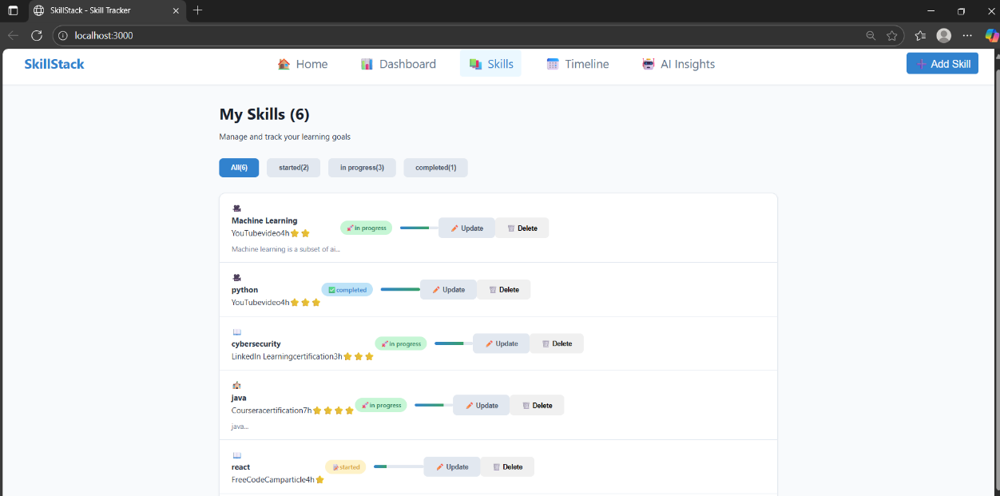 SkillStack - Skill Tracker
localhost:3000
SkillStack
Home
Dashboard
Skills
Timeline
AI Insights
Add Skill
My Skills (6)
Manage and track your learning goals
All(6)
started(2)
in progress(3)
completed(1)
Machine Learning
YouTubevideo4h
Machine learning is a subset of ai...
in progress
Update
Delete
python
YouTubevideo4h
completed
Update
Delete
cybersecurity
LinkedIn Learningcertification3h
in progress
Update
Delete
java
Courseracertification7h
java...
in progress
Update
Delete
react
FreeCodeCamparticle4h
started
Update
Delete